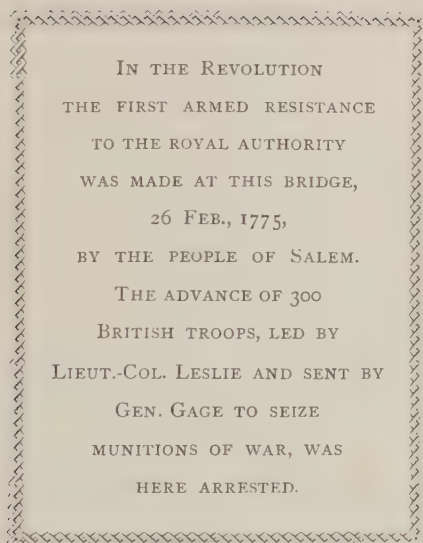 In the Revolution
the first armed resistance
to the royal authority
was made at this bridge,
26 Feb., 1775,
by the people of Salem.
The advance of 300
British troops, led by
Lieut.-Col. Leslie and sent by
Gen. Gage to seize
munitions of war, was
here arrested.